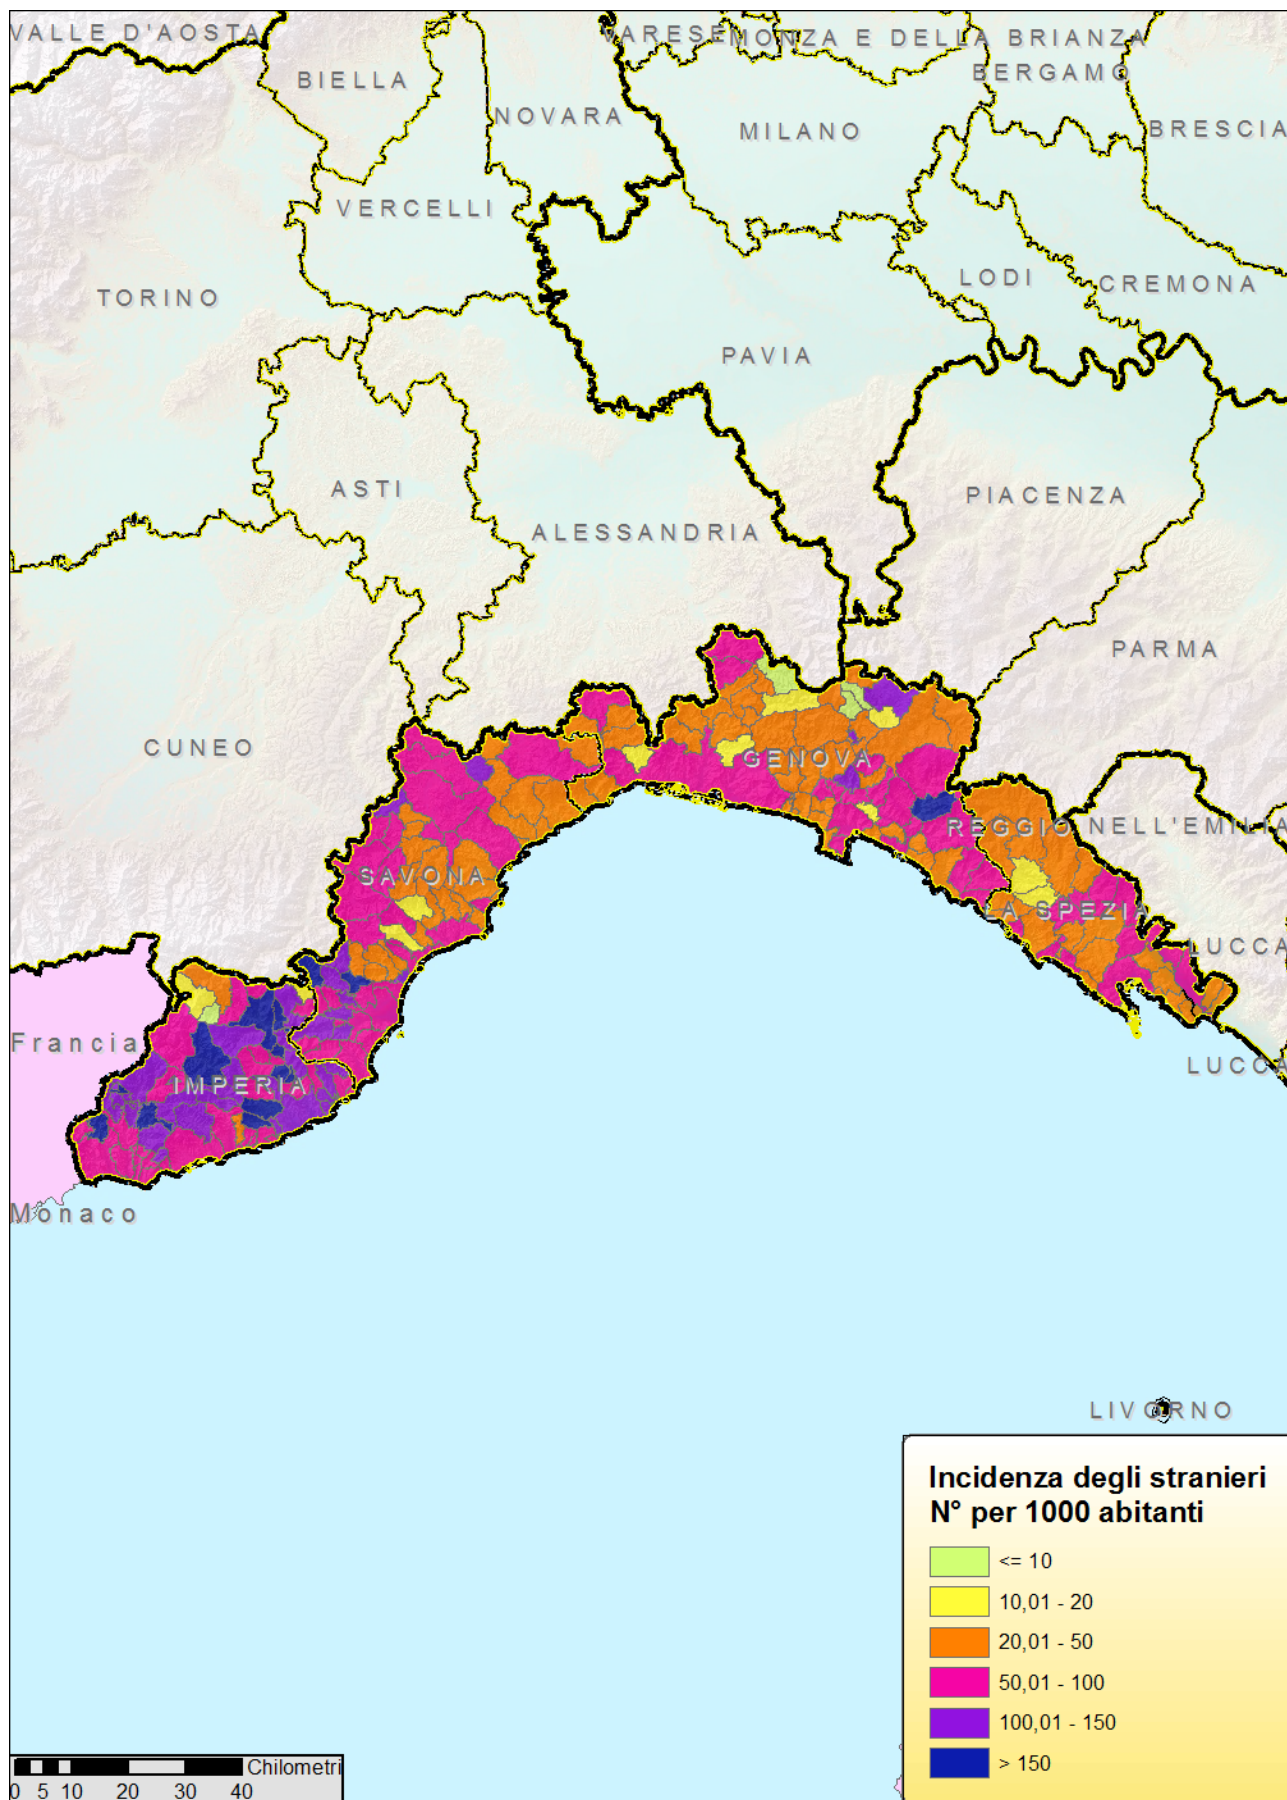 VALLE D'AOSTA
VARESE
MONZA E DELLA BRIANZA
BIELLA
BERGAMO
NOVARA
MILANO
BRESCIA
VERCELLI
TORINO
LODI
CREMONA
PAVIA
ASTI
PIACENZA
ALESSANDRIA
PARMA
CUNEO
GENOVA
REGGIO NELL'EMILIA
SAVONA
LA SPEZIA
LUCCA
Francia
LUCCA
IMPERIA
Monaco
LIVORNO
Incidenza degli stranieri
N° per 1000 abitanti
<= 10
10,01 - 20
20,01 - 50
50,01 - 100
100,01 - 150
> 150
Chilometri
0 5 10 20 30 40